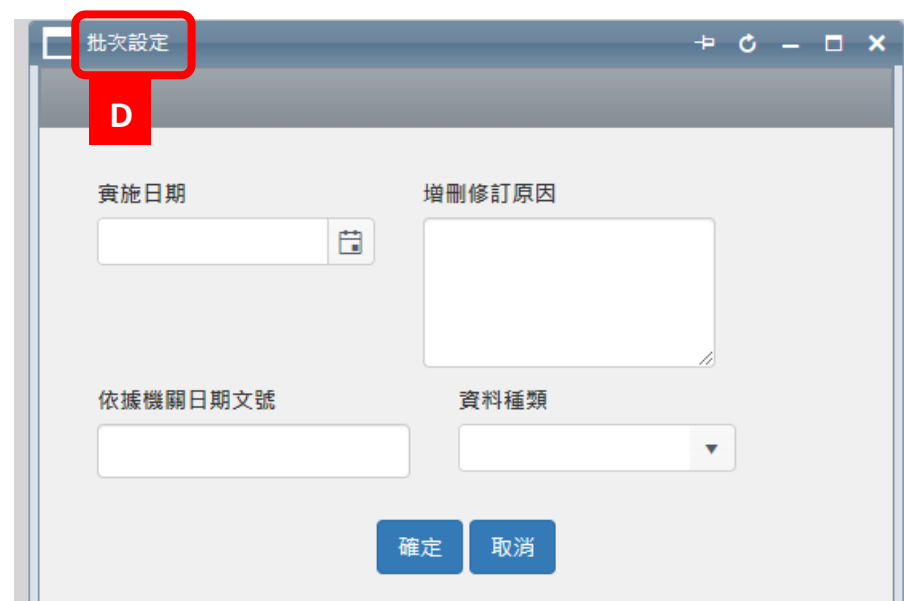 批次設定
D
實施日期
增刪修訂原因
依據機關日期文號
資料種類
確定
取消